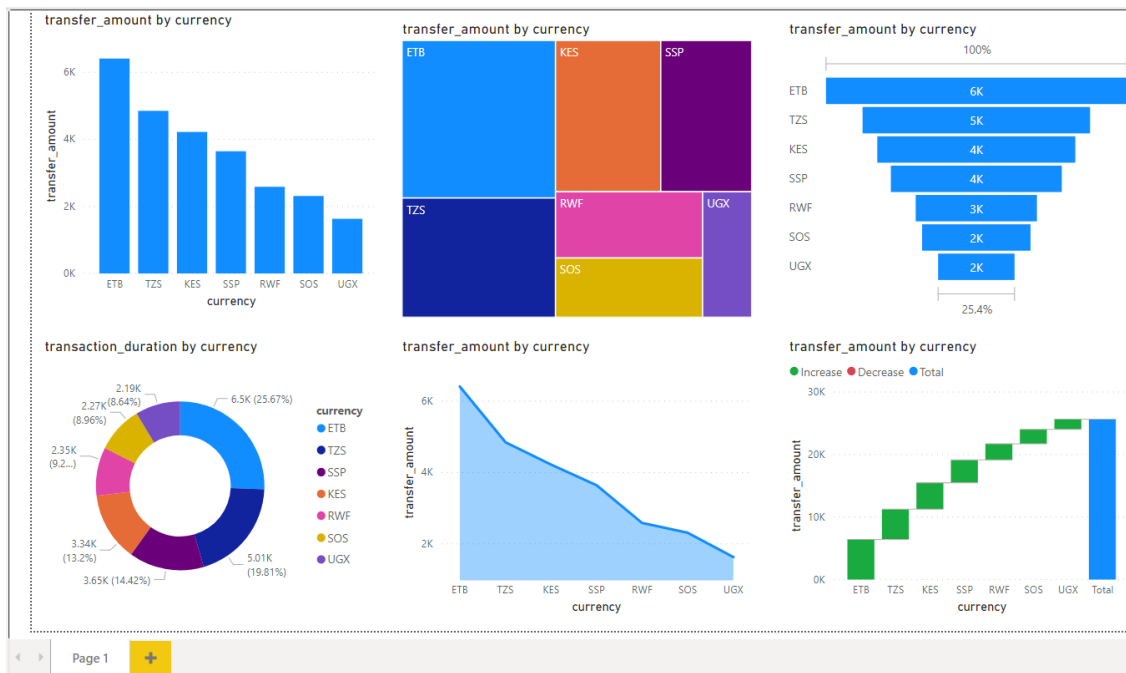 transfer_amount by currency
6K
4K
2K
0K
transfer_amount
ETB TZS KES SSP RWF SOS UGX
currency
transfer_amount by currency
ETB
KES
SSP
TZS
RWF
UGX
SOS
transfer_amount by currency
100%
ETB 6K
TZS 5K
KES 4K
SSP 4K
RWF 3K
SOS 2K
UGX 2K
25.4%
transaction_duration by currency
2.19K
(8.64%)
2.27K
(8.96%)
2.35K
(9.2...)
3.34K
(13.2%)
3.65K (14.42%)
5.01K
(19.81%)
6.5K (25.67%)
currency
ETB
TZS
SSP
KES
RWF
SOS
UGX
transfer_amount by currency
6K
4K
2K
transfer_amount
ETB TZS KES SSP RWF SOS UGX
currency
transfer_amount by currency
Increase Decrease Total
30K
20K
10K
0K
transfer_amount
ETB TZS KES SSP RWF SOS UGX Total
currency
Page 1